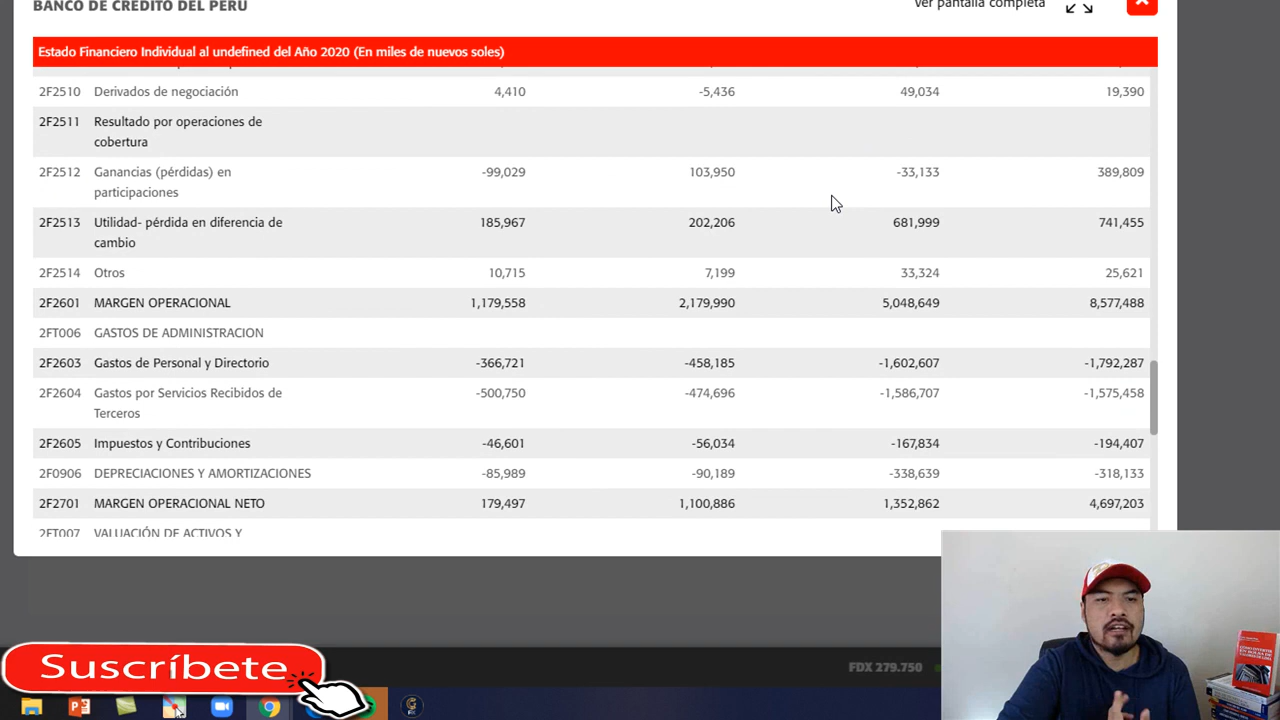 BANCO DE CREDITO DEL PERU
Ver pantalla completa
Estado Financiero Individual al undefined del Año 2020 (En miles de nuevos soles)
2F2510 Derivados de negociación 4,410 -5,436 49,034 19,390
2F2511 Resultado por operaciones de
cobertura
2F2512 Ganancias (pérdidas) en -99,029 103,950 -33,133 389,809
participaciones
2F2513 Utilidad- pérdida en diferencia de 185,967 202,206 681,999 741,455
cambio
2F2514 Otros 10,715 7,199 33,324 25,621
2F2601 MARGEN OPERACIONAL 1,179,558 2,179,990 5,048,649 8,577,488
2FT006 GASTOS DE ADMINISTRACION
2F2603 Gastos de Personal y Directorio -366,721 -458,185 -1,602,607 -1,792,287
2F2604 Gastos por Servicios Recibidos de -500,750 -474,696 -1,586,707 -1,575,458
Terceros
2F2605 Impuestos y Contribuciones -46,601 -56,034 -167,834 -194,407
2F0906 DEPRECIACIONES Y AMORTIZACIONES -85,989 -90,189 -338,639 -318,133
2F2701 MARGEN OPERACIONAL NETO 179,497 1,100,886 1,352,862 4,697,203
2FT007 VALUACIÓN DE ACTIVOS Y
Suscríbete
FDX 279.750